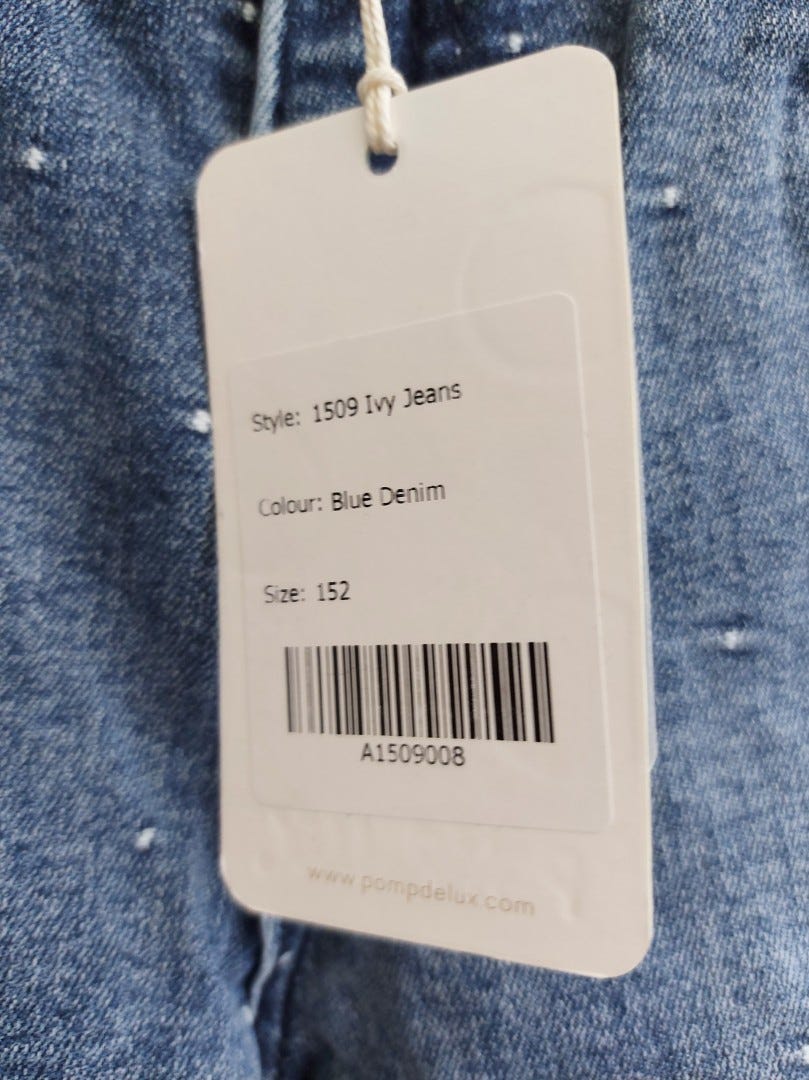 Style: 1509 Ivy Jeans
Colour: Blue Denim
Size: 152
A1509008
www.pompdelux.com